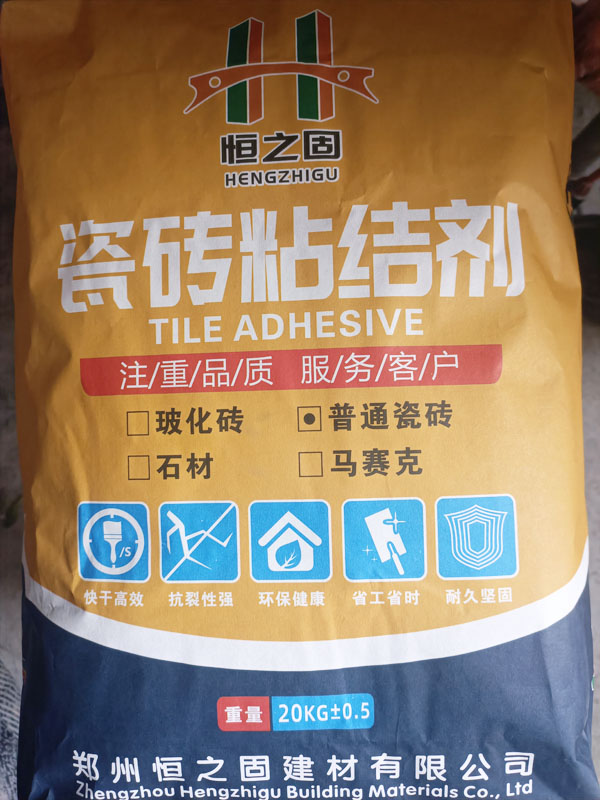 恒之固
HENGZHIGU
瓷砖粘结剂
TILE ADHESIVE
注/重/品/质 服/务/客/户
玻化砖 普通瓷砖
石材 马赛克
/S
快干高效 抗裂性强 环保健康 省工省时 耐久坚固
重量 20KG±0.5
郑州恒之固建材有限公司
Zhengzhou Hengzhigu Building Materials Co., Ltd